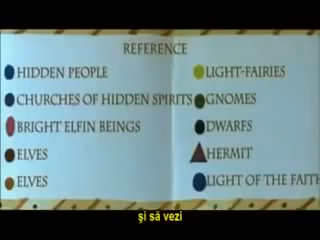 REFERENCE
HIDDEN PEOPLE
CHURCHES OF HIDDEN SPIRITS
BRIGHT ELFIN BEINGS
ELVES
ELVES
LIGHT-FAIRIES
GNOMES
DWARFS
HERMIT
LIGHT OF THE FAITH
şi să vezi